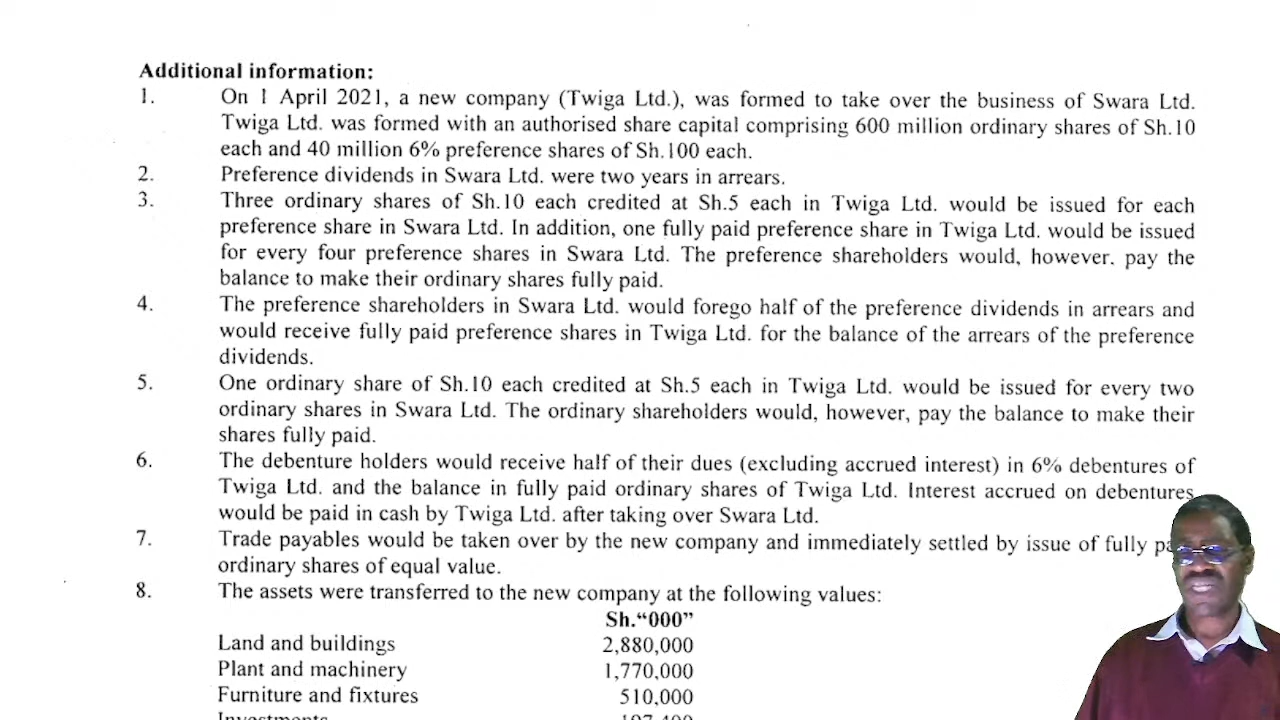 Additional information:
1. On 1 April 2021, a new company (Twiga Ltd.), was formed to take over the business of Swara Ltd.
Twiga Ltd. was formed with an authorised share capital comprising 600 million ordinary shares of Sh.10
each and 40 million 6% preference shares of Sh.100 each.
2. Preference dividends in Swara Ltd. were two years in arrears.
3. Three ordinary shares of Sh.10 each credited at Sh.5 each in Twiga Ltd. would be issued for each
preference share in Swara Ltd. In addition, one fully paid preference share in Twiga Ltd. would be issued
for every four preference shares in Swara Ltd. The preference shareholders would, however, pay the
balance to make their ordinary shares fully paid.
4. The preference shareholders in Swara Ltd. would forego half of the preference dividends in arrears and
would receive fully paid preference shares in Twiga Ltd. for the balance of the arrears of the preference
dividends.
5. One ordinary share of Sh.10 each credited at Sh.5 each in Twiga Ltd. would be issued for every two
ordinary shares in Swara Ltd. The ordinary shareholders would, however, pay the balance to make their
shares fully paid.
6. The debenture holders would receive half of their dues (excluding accrued interest) in 6% debentures of
Twiga Ltd. and the balance in fully paid ordinary shares of Twiga Ltd. Interest accrued on debentures
would be paid in cash by Twiga Ltd. after taking over Swara Ltd.
7. Trade payables would be taken over by the new company and immediately settled by issue of fully
ordinary shares of equal value.
8. The assets were transferred to the new company at the following values:
Sh."000"
Land and buildings 2,880,000
Plant and machinery 1,770,000
Furniture and fixtures 510,000